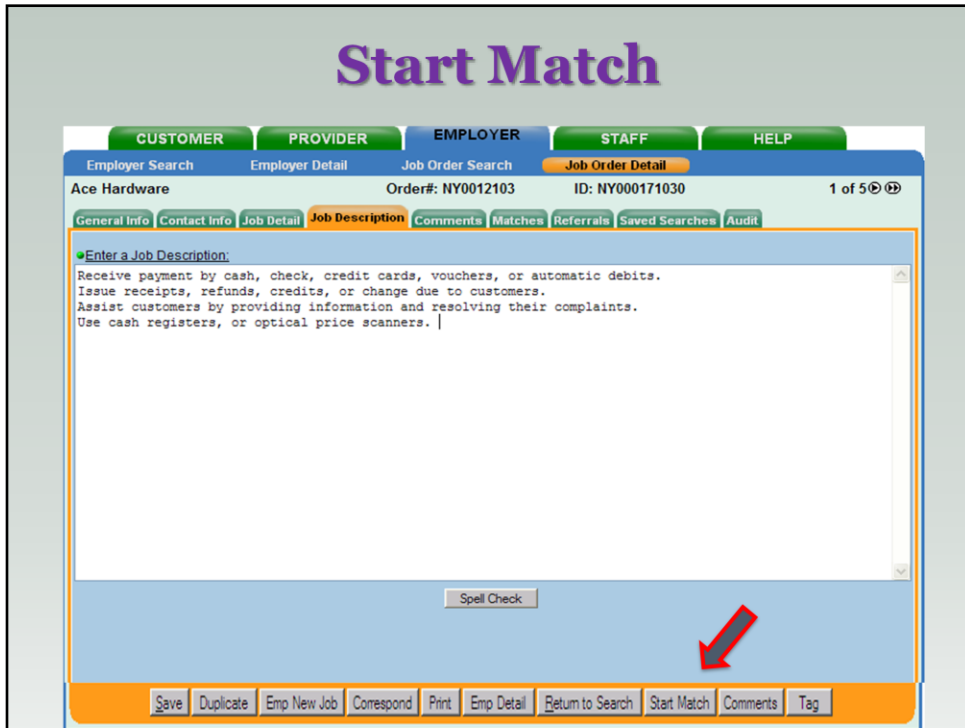 Start Match
CUSTOMER PROVIDER EMPLOYER STAFF HELP
Employer Search Employer Detail Job Order Search Job Order Detail
Ace Hardware Order#: NY0012103 ID: NY000171030 1 of 5
General Info Contact Info Job Detail Job Description Comments Matches Referrals Saved Searches Audit
Enter a Job Description:
Receive payment by cash, check, credit cards, vouchers, or automatic debits.
Issue receipts, refunds, credits, or change due to customers.
Assist customers by providing information and resolving their complaints.
Use cash registers, or optical price scanners.
Spell Check
Save Duplicate Emp New Job Correspond Print Emp Detail Return to Search Start Match Comments Tag